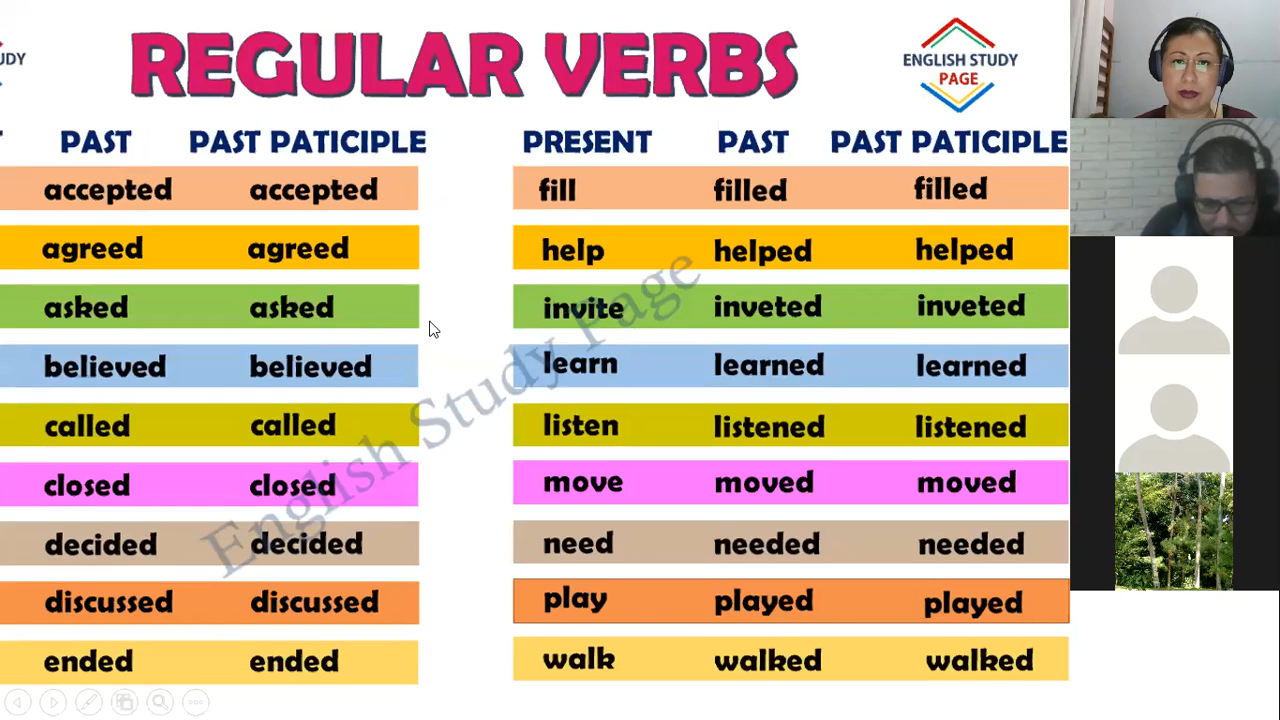 REGULAR VERBS
ENGLISH STUDY
PAGE
PAST PAST PATICIPLE PRESENT PAST PAST PATICIPLE
accepted accepted fill filled filled
agreed agreed help helped helped
asked asked invite inveted inveted
believed believed learn learned learned
called called listen listened listened
closed closed move moved moved
decided decided need needed needed
discussed discussed play played played
ended ended walk walked walked
English Study Page